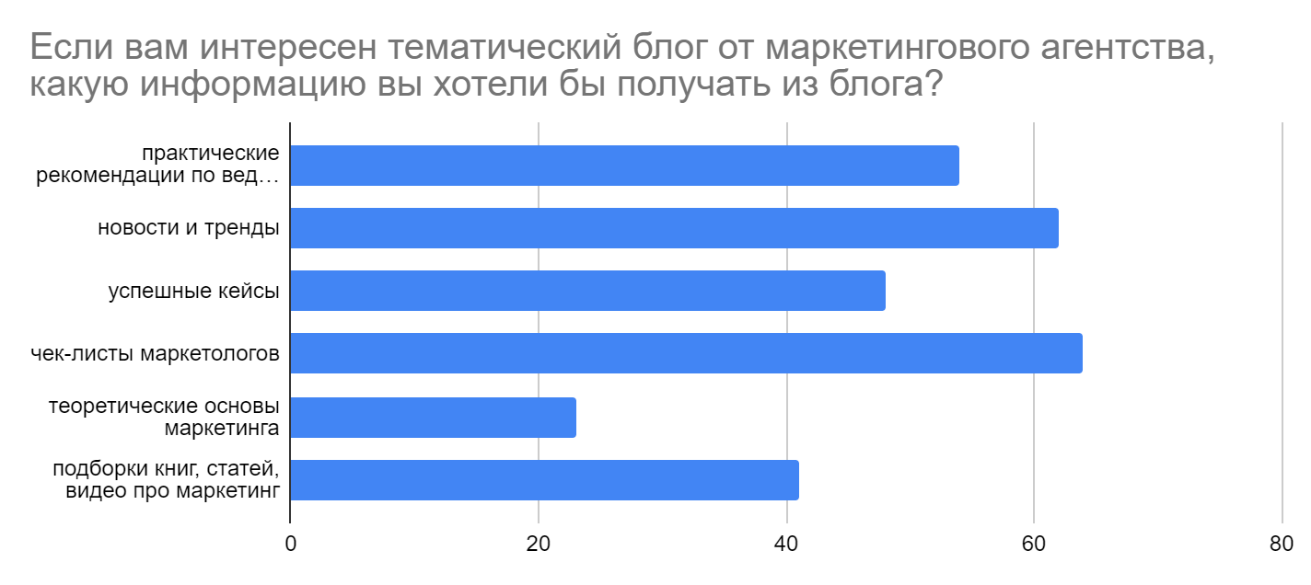 Если вам интересен тематический блог от маркетингового агентства,
какую информацию вы хотели бы получать из блога?
практические
рекомендации по вед…
новости и тренды
успешные кейсы
чек-листы маркетологов
теоретические основы
маркетинга
подборки книг, статей,
видео про маркетинг
0 20 40 60 80